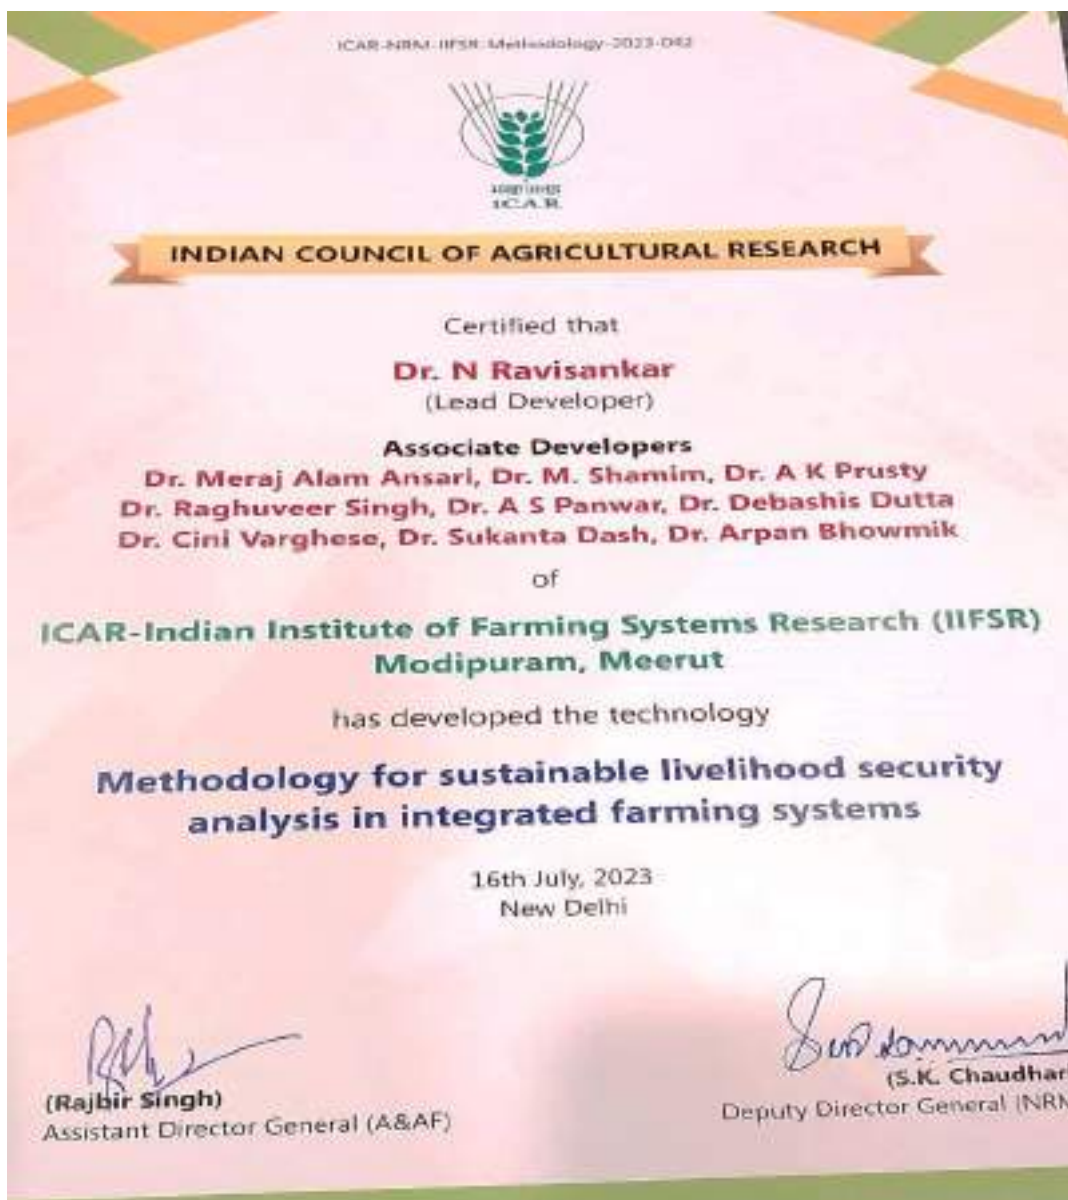 ICAR-NRM-IIFSR-Methodology-2023-042
I.C.A.R
INDIAN COUNCIL OF AGRICULTURAL RESEARCH
Certified that
Dr. N Ravisankar
(Lead Developer)
Associate Developers
Dr. Meraj Alam Ansari, Dr. M. Shamim, Dr. A K Prusty
Dr. Raghuveer Singh, Dr. A S Panwar, Dr. Debashis Dutta
Dr. Cini Varghese, Dr. Sukanta Dash, Dr. Arpan Bhowmik
of
ICAR-Indian Institute of Farming Systems Research (IIFSR)
Modipuram, Meerut
has developed the technology
Methodology for sustainable livelihood security
analysis in integrated farming systems
16th July, 2023
New Delhi
(Rajbir Singh)
Assistant Director General (A&AF)
(S.K. Chaudhar
Deputy Director General (NRM